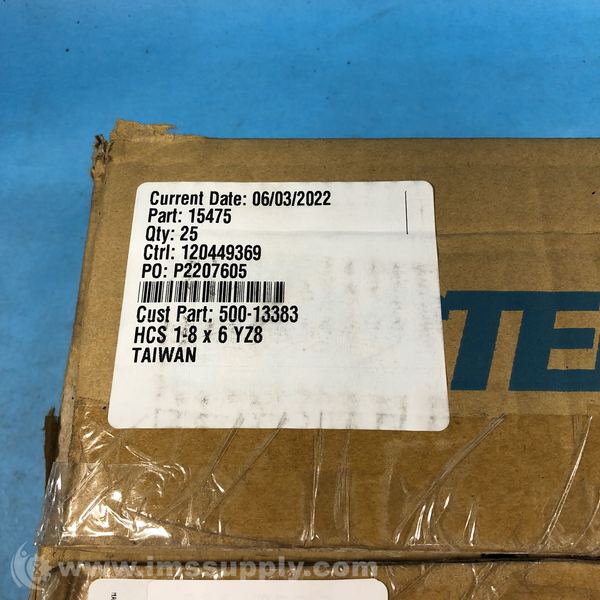 Current Date: 06/03/2022
Part: 15475
Qty: 25
Ctrl: 120449369
PO: P2207605
Cust Part: 500-13383
HCS 1-8 x 6 YZ8
TAIWAN
TE
www.imssupply.com